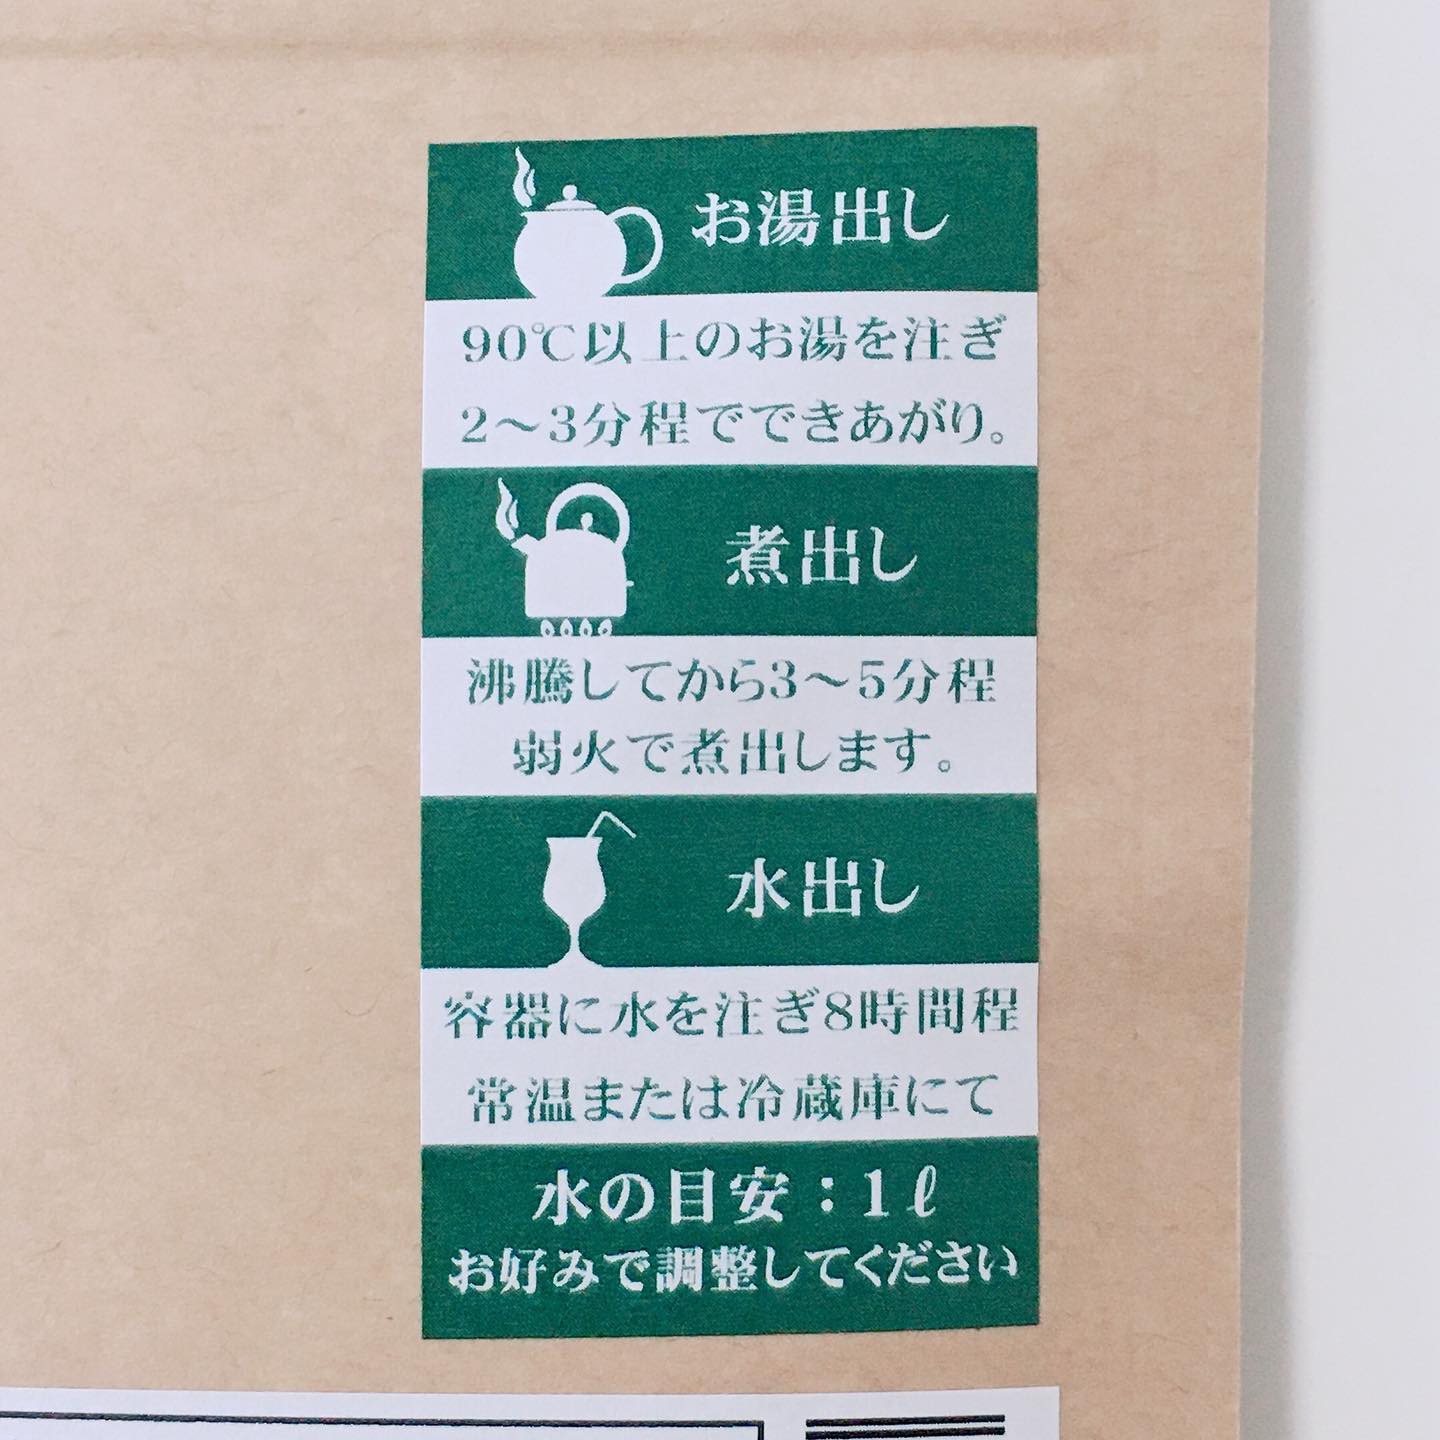 お湯出し
90℃以上のお湯を注ぎ
2〜3分程でできあがり。
煮出し
沸騰してから3〜5分程
弱火で煮出します。
水出し
容器に水を注ぎ8時間程
常温または冷蔵庫にて
水の目安：1ℓ
お好みで調整してください